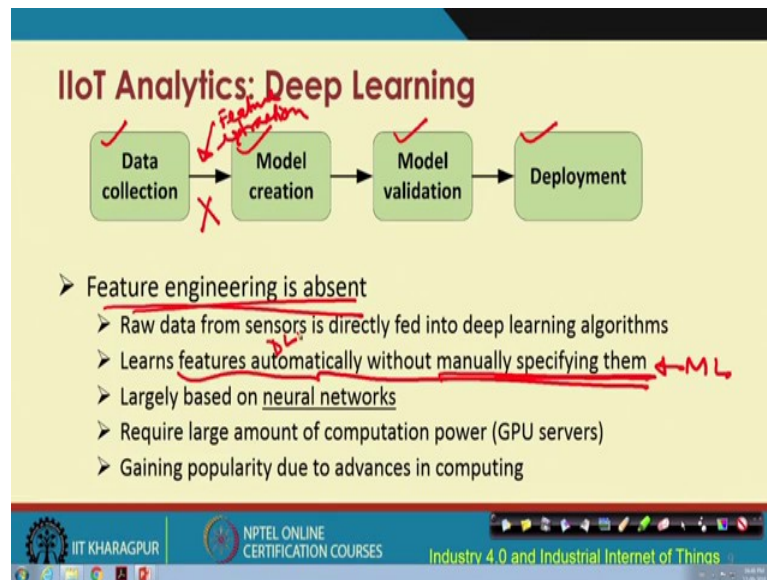 IIoT Analytics: Deep Learning
Feature
extraction
Data
collection
Model
creation
Model
validation
Deployment
X
➢ Feature engineering is absent
➢ Raw data from sensors is directly fed into deep learning algorithms
DL
➢ Learns features automatically without manually specifying them ← ML
➢ Largely based on neural networks
➢ Require large amount of computation power (GPU servers)
➢ Gaining popularity due to advances in computing
IIT KHARAGPUR
NPTEL ONLINE
CERTIFICATION COURSES
Industry 4.0 and Industrial Internet of Things 9